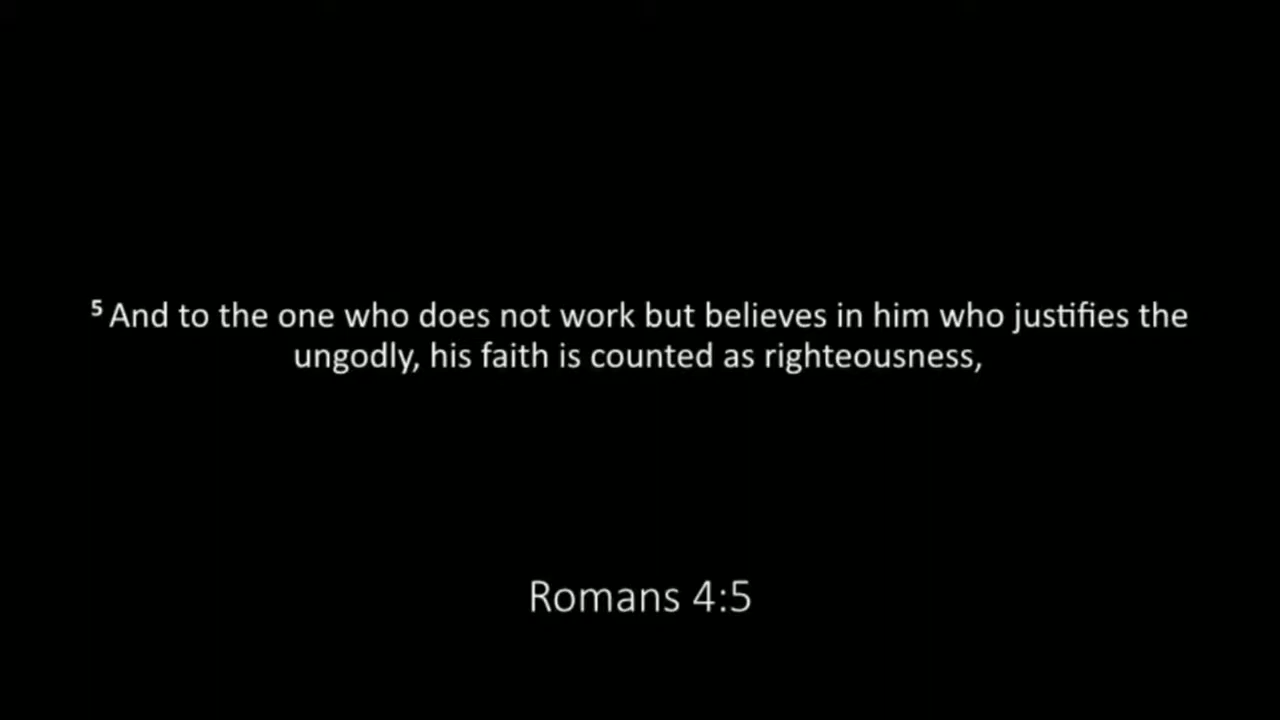 5 And to the one who does not work but believes in him who justifies the
ungodly, his faith is counted as righteousness,
Romans 4:5